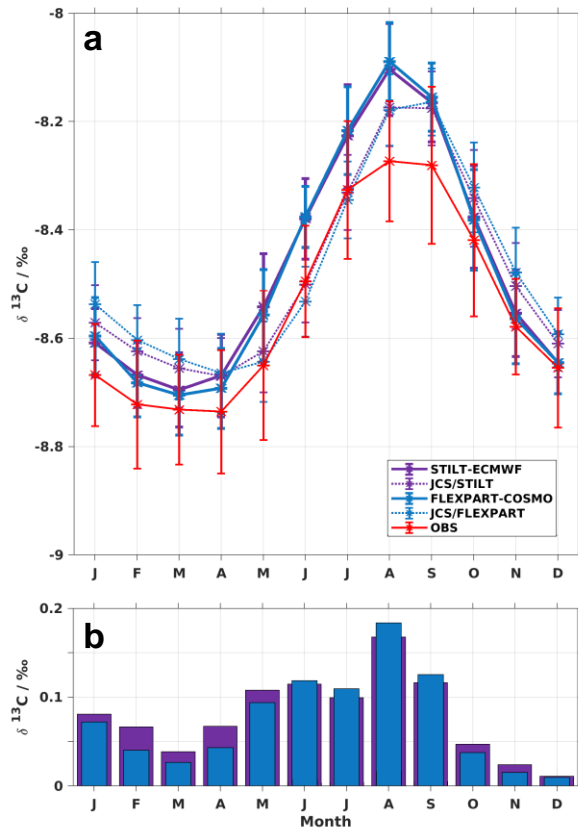 a
-8
-8.2
-8.4
-8.6
-8.8
-9
δ 13C / ‰
STILT-ECMWF
JCS/STILT
FLEXPART-COSMO
JCS/FLEXPART
OBS
J F M A M J J A S O N D
b
0.2
0.1
0
δ 13C / ‰
J F M A M J J A S O N D
Month